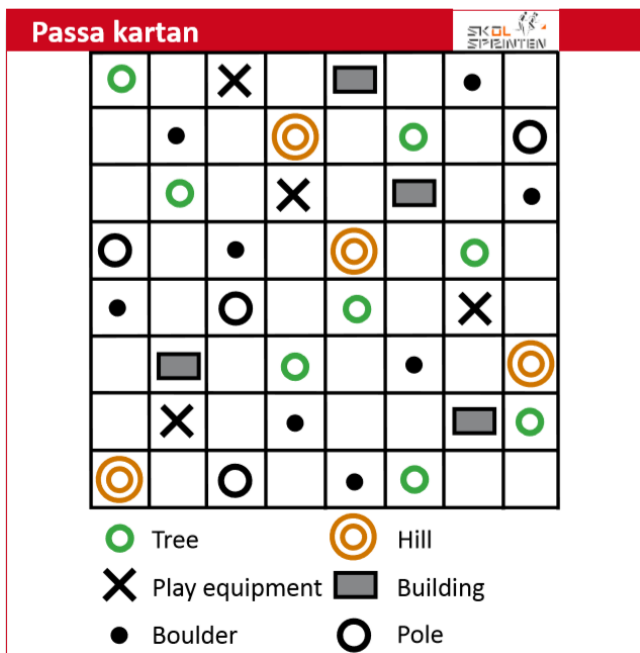 Passa kartan
SKOL
SPRINTEN
Tree
Hill
Play equipment
Building
Boulder
Pole